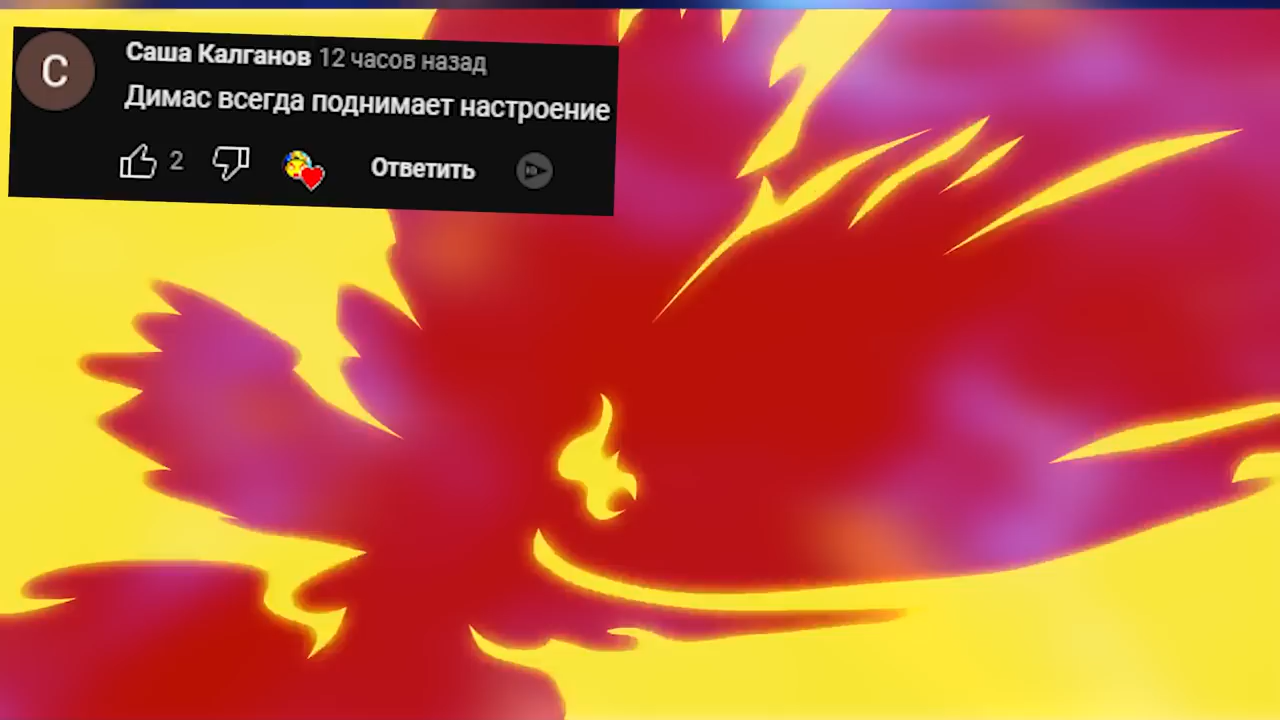 С
Саша Калганов 12 часов назад
Димас всегда поднимает настроение
2 Ответить